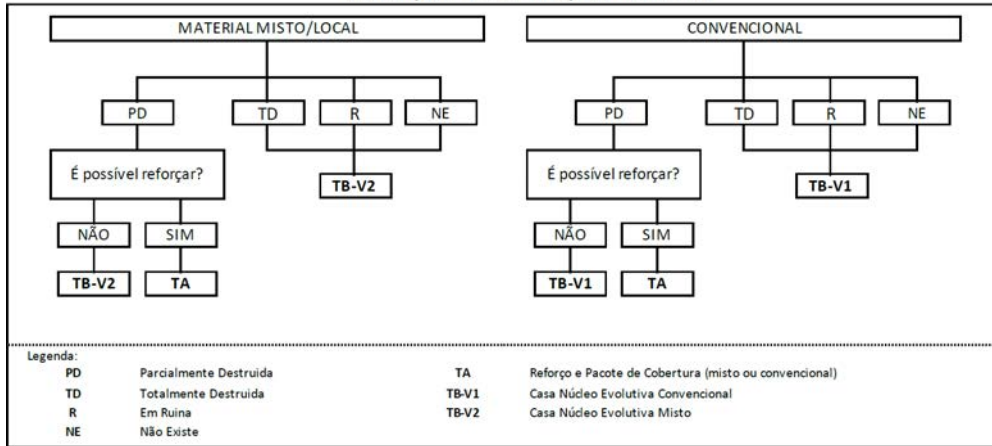 MATERIAL MISTO/LOCAL
PD TD R NE
É possível reforçar?
TB-V2
NÃO SIM
TB-V2 TA
CONVENCIONAL
PD TD R NE
É possível reforçar?
TB-V1
NÃO SIM
TB-V1 TA
Legenda:
PD Parcialmente Destruida TA Reforço e Pacote de Cobertura (misto ou convencional)
TD Totalmente Destruida TB-V1 Casa Núcleo Evolutiva Convencional
R Em Ruina TB-V2 Casa Núcleo Evolutiva Misto
NE Não Existe